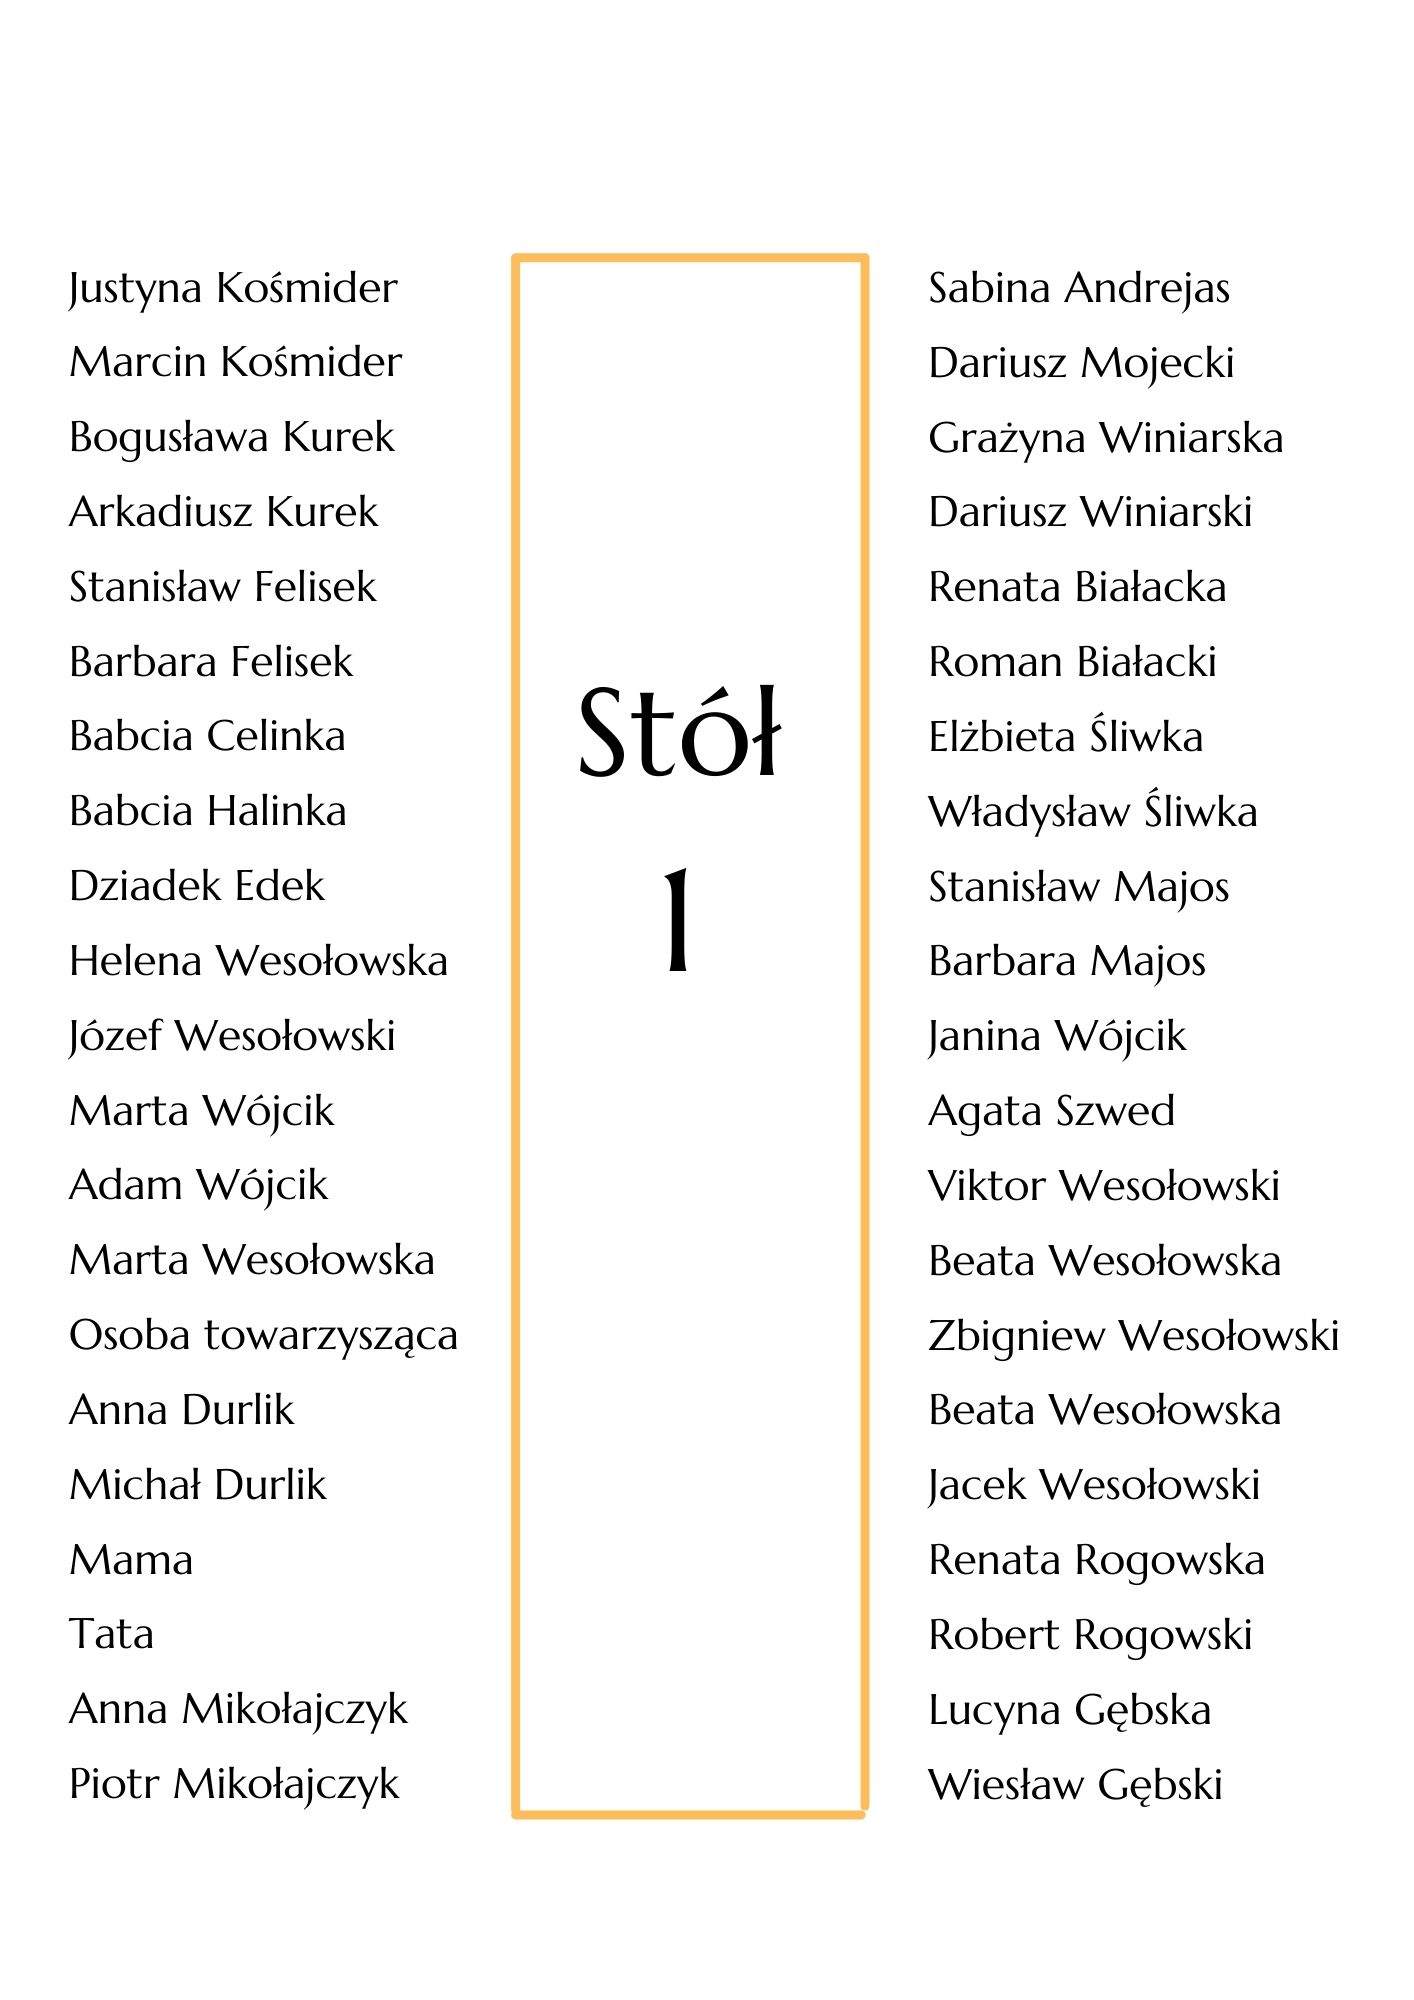 Justyna Kośmider
Marcin Kośmider
Bogusława Kurek
Arkadiusz Kurek
Stanisław Felisek
Barbara Felisek
Babcia Celinka
Babcia Halinka
Dziadek Edek
Helena Wesołowska
Józef Wesołowski
Marta Wójcik
Adam Wójcik
Marta Wesołowska
Osoba towarzysząca
Anna Durlik
Michał Durlik
Mama
Tata
Anna Mikołajczyk
Piotr Mikołajczyk
Stół
1
Sabina Andrejas
Dariusz Mojecki
Grażyna Winiarska
Dariusz Winiarski
Renata Białacka
Roman Białacki
Elżbieta Śliwka
Władysław Śliwka
Stanisław Majos
Barbara Majos
Janina Wójcik
Agata Szwed
Viktor Wesołowski
Beata Wesołowska
Zbigniew Wesołowski
Beata Wesołowska
Jacek Wesołowski
Renata Rogowska
Robert Rogowski
Lucyna Gębska
Wiesław Gębski